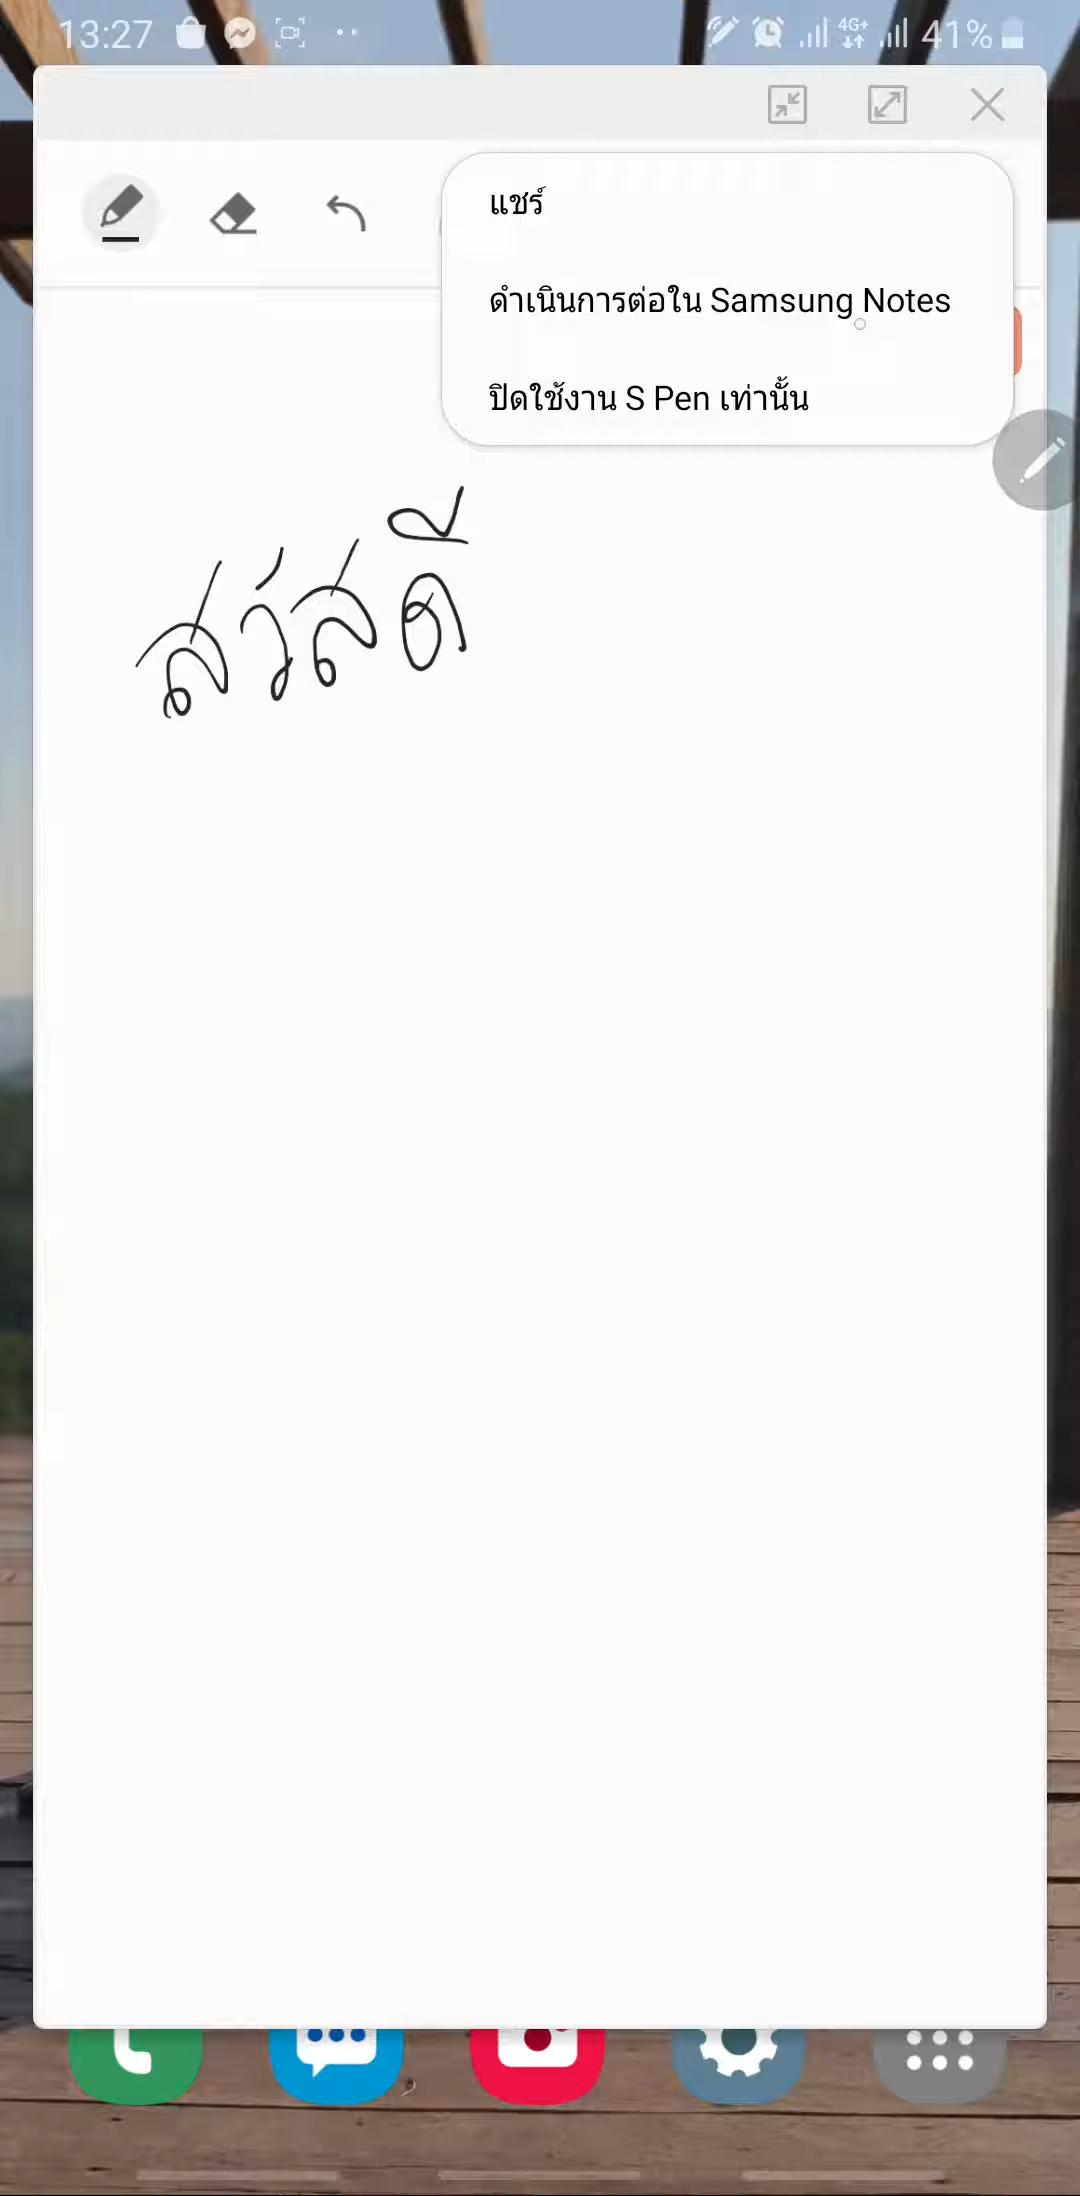 13:27 4G+ 41%
แชร์
ดำเนินการต่อใน Samsung Notes
ปิดใช้งาน S Pen เท่านั้น
สวัสดี